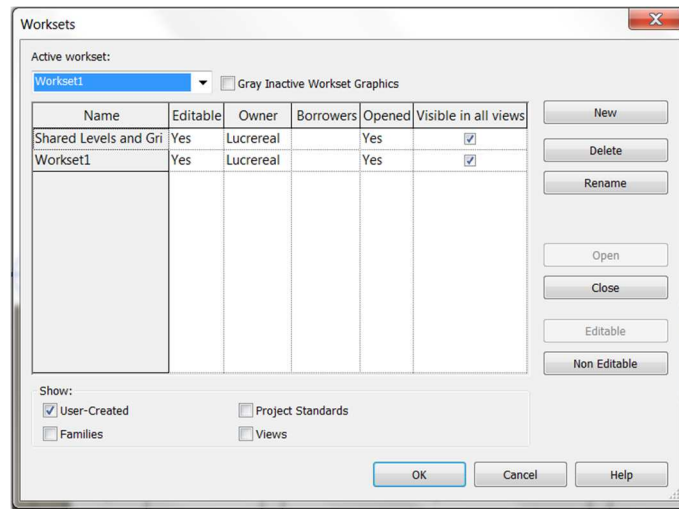 Worksets
Active workset:
Workset1
Gray Inactive Workset Graphics
Name Editable Owner Borrowers Opened Visible in all views
Shared Levels and Gri Yes Lucrereal Yes
Workset1 Yes Lucrereal Yes
New
Delete
Rename
Open
Close
Editable
Non Editable
Show:
User-Created Project Standards
Families Views
OK Cancel Help